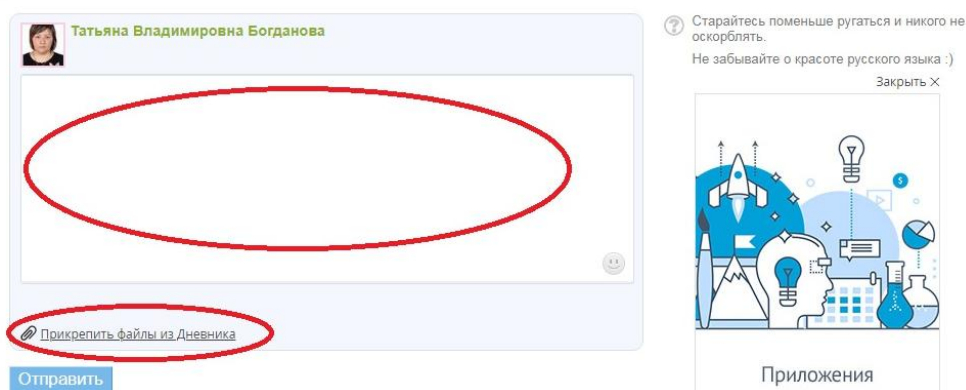 Татьяна Владимировна Богданова
Прикрепить файлы из Дневника
Отправить
Старайтесь поменьше ругаться и никого не
оскорблять.
Не забывайте о красоте русского языка :)
Закрыть ✕
$
Приложения